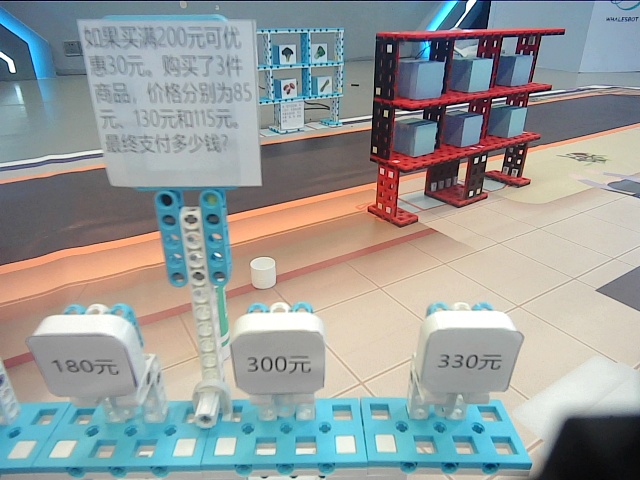 如果买满200元可优
惠30元。购买了3件
商品，价格分别为85
元、130元和115元。
最终支付多少钱？
180元
300元
330元
WHALESBOT